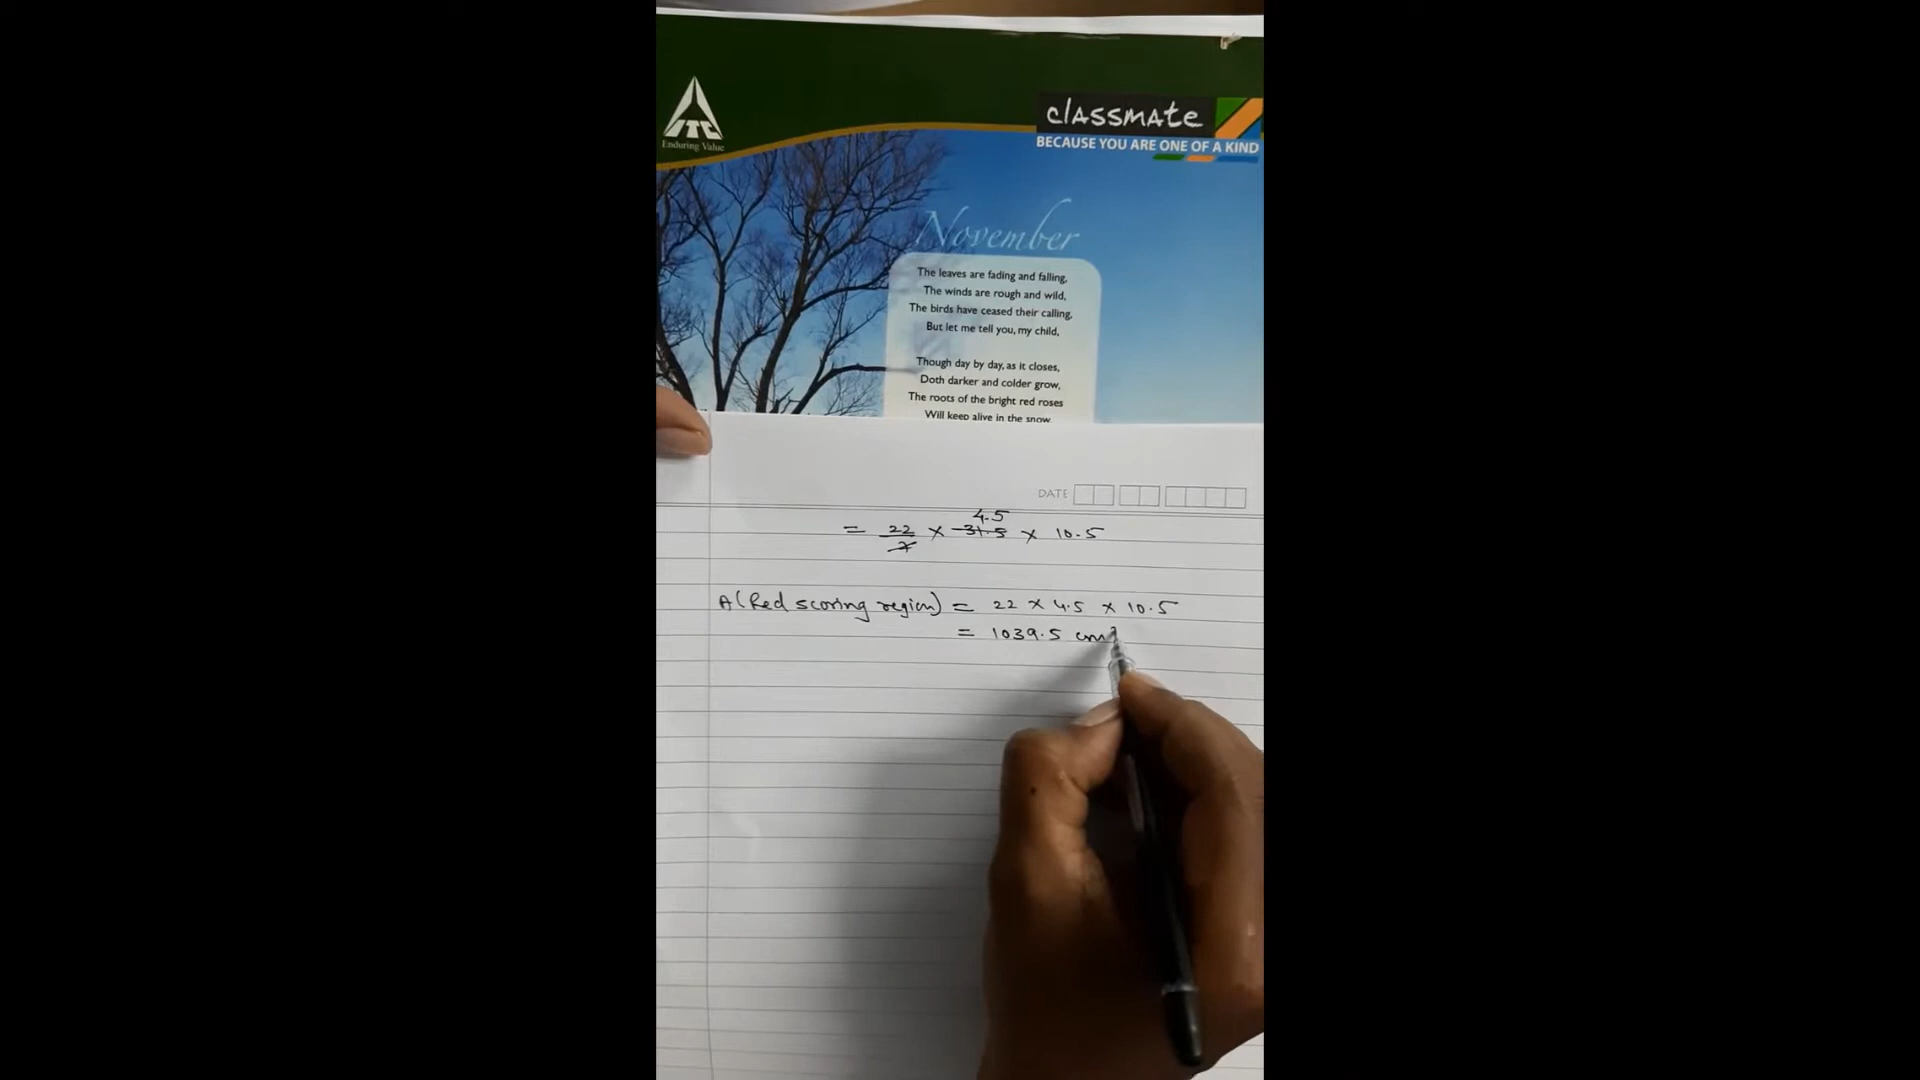 ITC
Enduring Value
classmate
BECAUSE YOU ARE ONE OF A KIND
November
The leaves are fading and falling,
The winds are rough and wild,
The birds have ceased their calling,
But let me tell you, my child,
Though day by day, as it closes,
Doth darker and colder grow,
The roots of the bright red roses
Will keep alive in the snow.
DATE
4.5
= 22/7 × 31.5 × 10.5
A(Red scoring region) = 22 × 4.5 × 10.5
= 1039.5 cm²